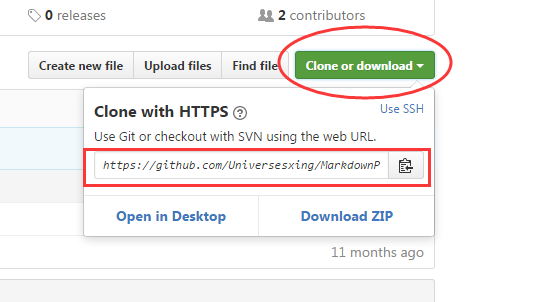 0 releases
2 contributors
Create new file
Upload files
Find file
Clone or download
Clone with HTTPS
Use SSH
Use Git or checkout with SVN using the web URL.
https://github.com/Universesxing/MarkdownP
Open in Desktop
Download ZIP
11 months ago